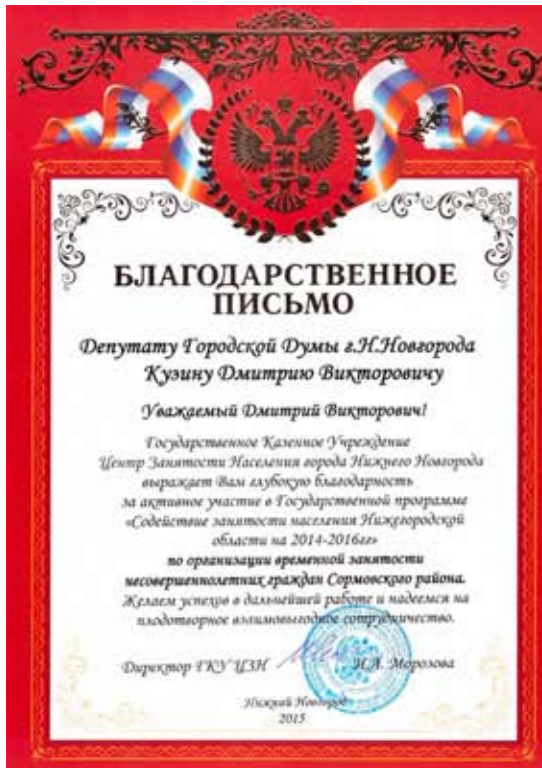 БЛАГОДАРСТВЕННОЕ
ПИСЬМО
Депутату Городской Думы г.Н.Новгорода
Кузину Дмитрию Викторовичу
Уважаемый Дмитрий Викторович!
Государственное Казенное Учреждение
Центр Занятости Населения города Нижнего Новгорода
выражает Вам глубокую благодарность
за активное участие в Государственной программе
«Содействие занятости населения Нижегородской
области на 2014-2016гг»
по организации временной занятости
несовершеннолетних граждан Сормовского района.
Желаем успехов в дальнейшей работе и надеемся на
плодотворное взаимовыгодное сотрудничество.
Директор ГКУ ЦЗН Н.А. Морозова
Нижний Новгород
2015